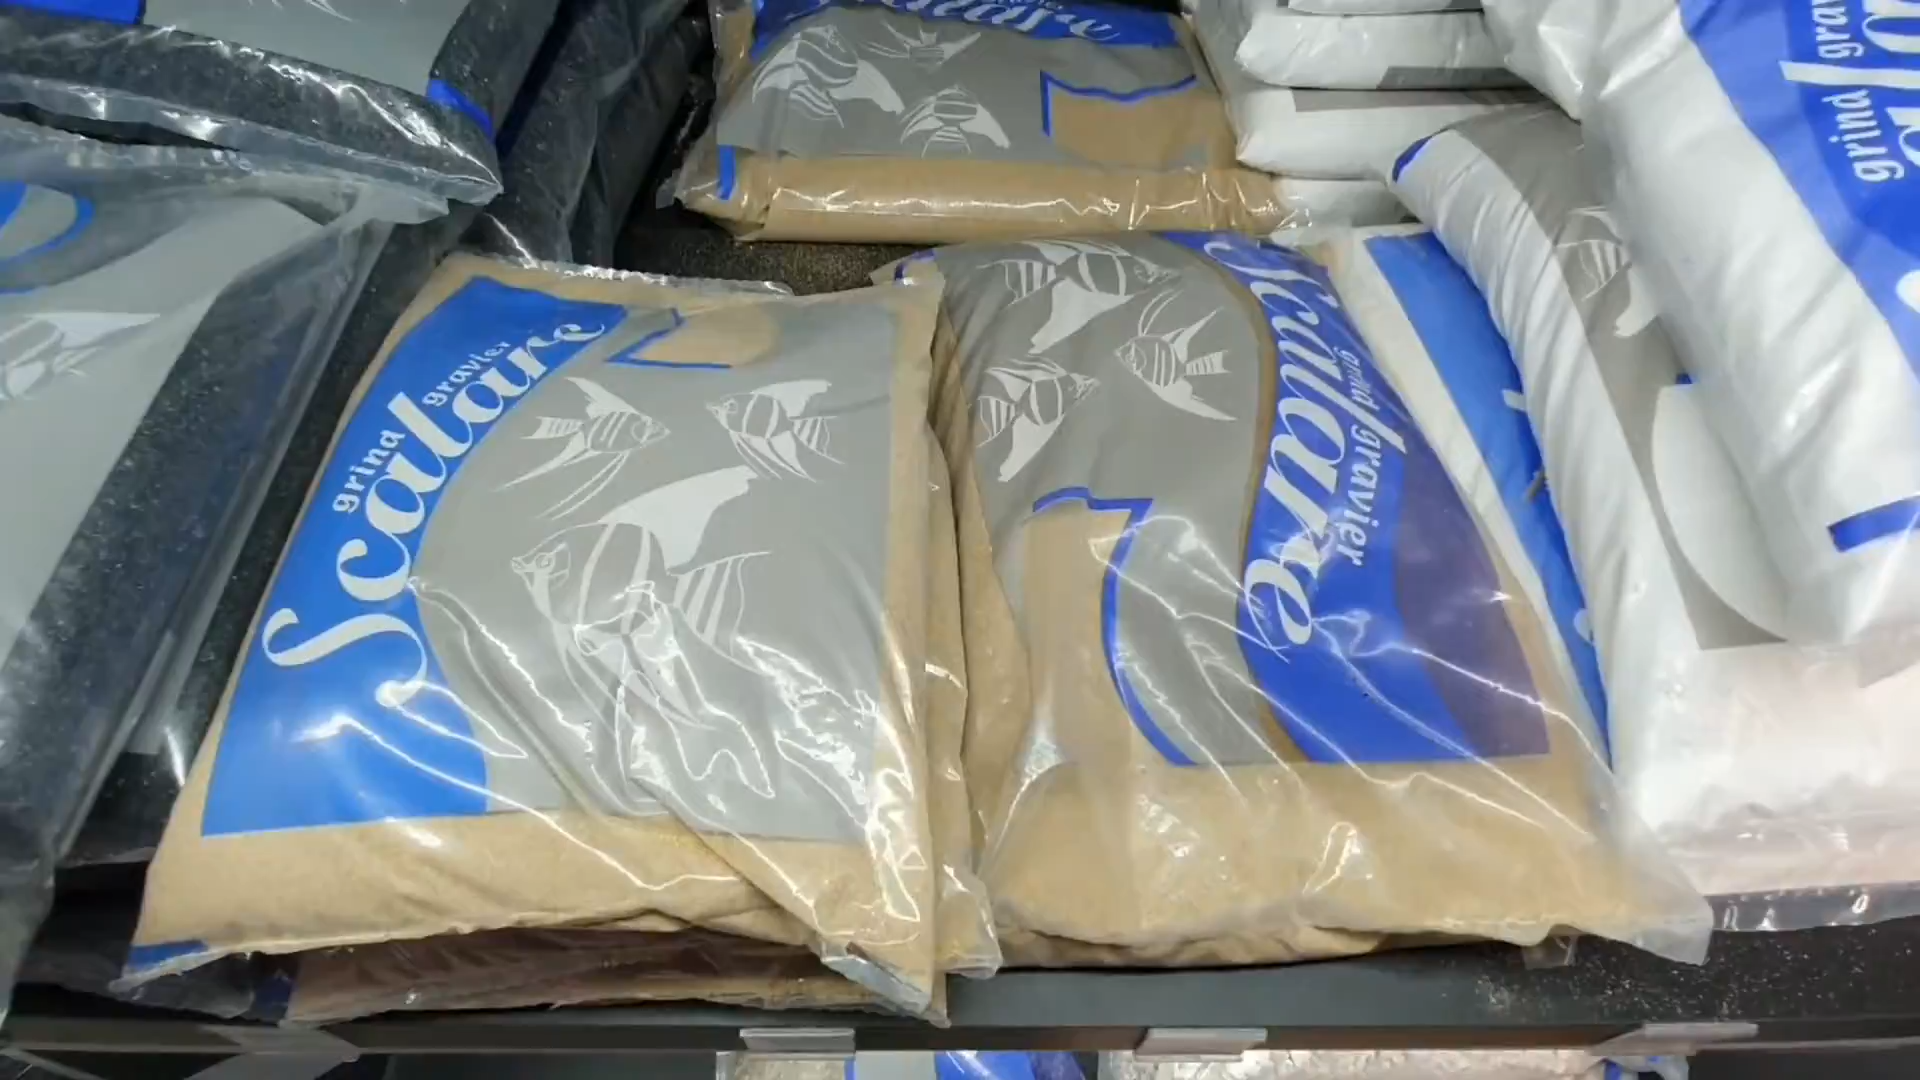 grind gravier
Scalare
grind gravier
Scalare
grind